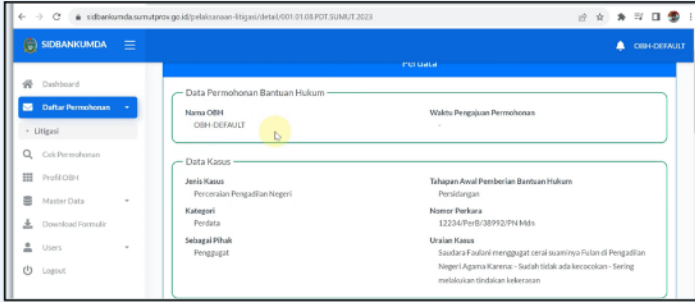 sidbankumda.sumutprov.go.id/pelaksanaan-litigasi/detail/001.01.08.PDT.SUMUT.2023
SIDBANKUMDA
OBH-DEFAULT
Perdata
Dashboard
Daftar Permohonan
Litigasi
Cek Permohonan
Profil OBH
Master Data
Download Formulir
Users
Logout
Data Permohonan Bantuan Hukum
Nama OBH
OBH-DEFAULT
Waktu Pengajuan Permohonan
-
Data Kasus
Jenis Kasus
Perceraian Pengadilan Negeri
Kategori
Perdata
Sebagai Pihak
Penggugat
Tahapan Awal Pemberian Bantuan Hukum
Persidangan
Nomor Perkara
12234/PerB/38992/PN Mdn
Uraian Kasus
Saudara Faulani menggugat cerai suaminya Fulan di Pengadilan
Negeri Agama Karena: - Sudah tidak ada kecocokan - Sering
melakukan tindakan kekerasan